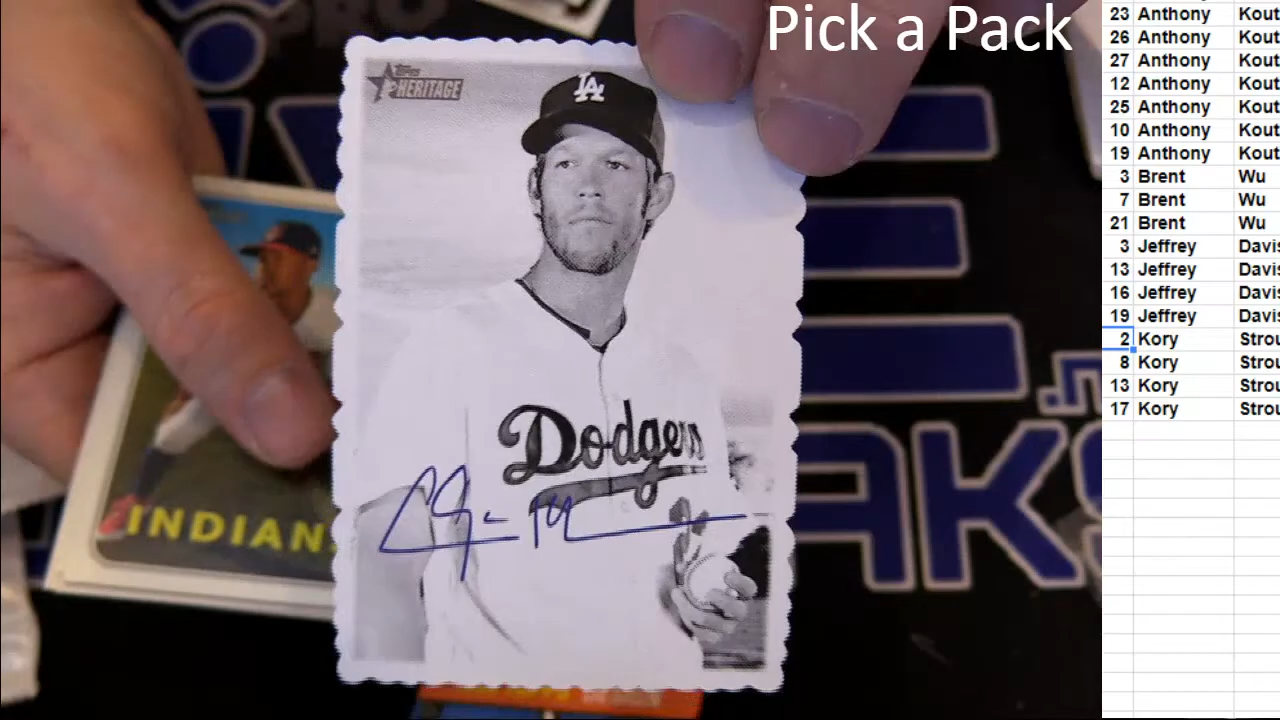 Pick a Pack
TOPPS
HERITAGE
LA
Dodgers
INDIANS
23 Anthony Kout
26 Anthony Kout
27 Anthony Kout
12 Anthony Kout
25 Anthony Kout
10 Anthony Kout
19 Anthony Kout
3 Brent Wu
7 Brent Wu
21 Brent Wu
3 Jeffrey Davis
13 Jeffrey Davis
16 Jeffrey Davis
19 Jeffrey Davis
2 Kory Strou
8 Kory Strou
13 Kory Strou
17 Kory Strou